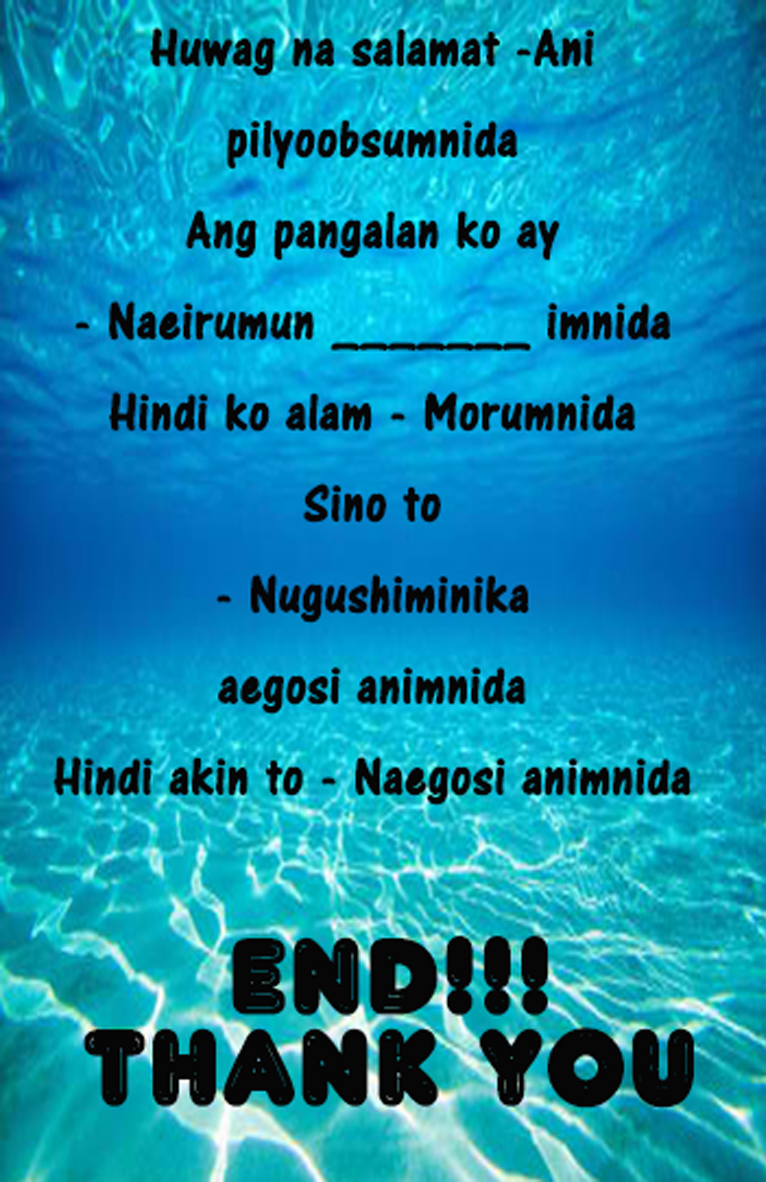 Huwag na salamat -Ani
pilyoobsumnida
Ang pangalan ko ay
- Naeirumun _______ imnida
Hindi ko alam - Morumnida
Sino to
- Nugushiminika
aegosi animnida
Hindi akin to - Naegosi animnida
END!!!
THANK YOU